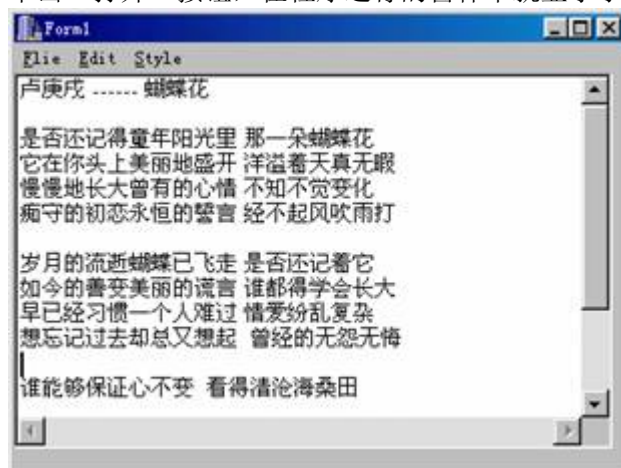 Form1
Flie Edit Style
卢庚戌 ------ 蝴蝶花
是否还记得童年阳光里 那一朵蝴蝶花
它在你头上美丽地盛开 洋溢着天真无暇
慢慢地长大曾有的心情 不知不觉变化
痴守的初恋永恒的誓言 经不起风吹雨打
岁月的流逝蝴蝶已飞走 是否还记着它
如今的善变美丽的谎言 谁都得学会长大
早已经习惯一个人难过 情爱纷乱复杂
想忘记过去却总又想起 曾经的无怨无悔
谁能够保证心不变 看得清沧海桑田